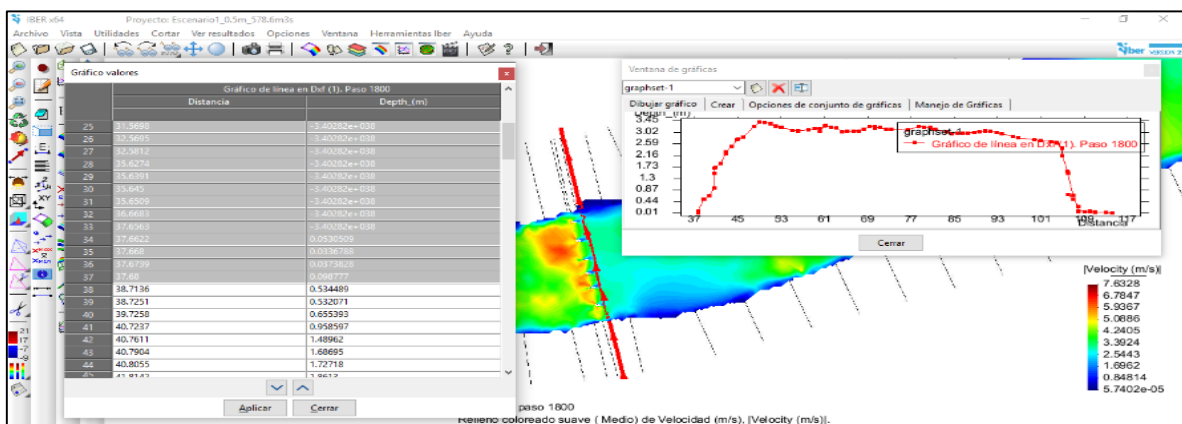 IBER x64 Proyecto: Escenario1_0.5m_578.6m3s
Archivo Vista Utilidades Cortar Ver resultados Opciones Ventana Herramientas Iber Ayuda
iber
Gráfico valores
Gráfico de línea en Dxf (1). Paso 1800
Distancia Depth_(m)
25 31.5698 -3.40282e+038
26 32.5695 -3.40282e+038
27 32.5812 -3.40282e+038
28 35.6274 -3.40282e+038
29 35.6391 -3.40282e+038
30 35.645 -3.40282e+038
31 35.6509 -3.40282e+038
32 36.6683 -3.40282e+038
33 37.6563 -3.40282e+038
34 37.6622 0.0530509
35 37.668
36 37.6739
37 37.68 0.098777
38 38.7136 0.534489
39 38.7251 0.532071
40 39.7258 0.655393
41 40.7237 0.958597
42 40.7611 1.48962
43 40.7904 1.68695
44 40.8055 1.72718
Aplicar Cerrar
Ventana de gráficas
graphset-1
Dibujar gráfico Crear Opciones de conjunto de gráficas Manejo de Gráficas
3.45
3.02
2.59
2.16
1.73
1.3
0.87
0.44
0.01
graphset-1
Gráfico de línea en Dxf (1). Paso 1800
37 45 53 61 69 77 85 93 101 109 117
Distancia
Cerrar
|Velocity (m/s)|
7.6328
6.7847
5.9367
5.0886
4.2405
3.3924
2.5443
1.6962
0.84814
5.7402e-05
paso 1800
Relleno coloreado suave ( Medio) de Velocidad (m/s), |Velocity (m/s)|.